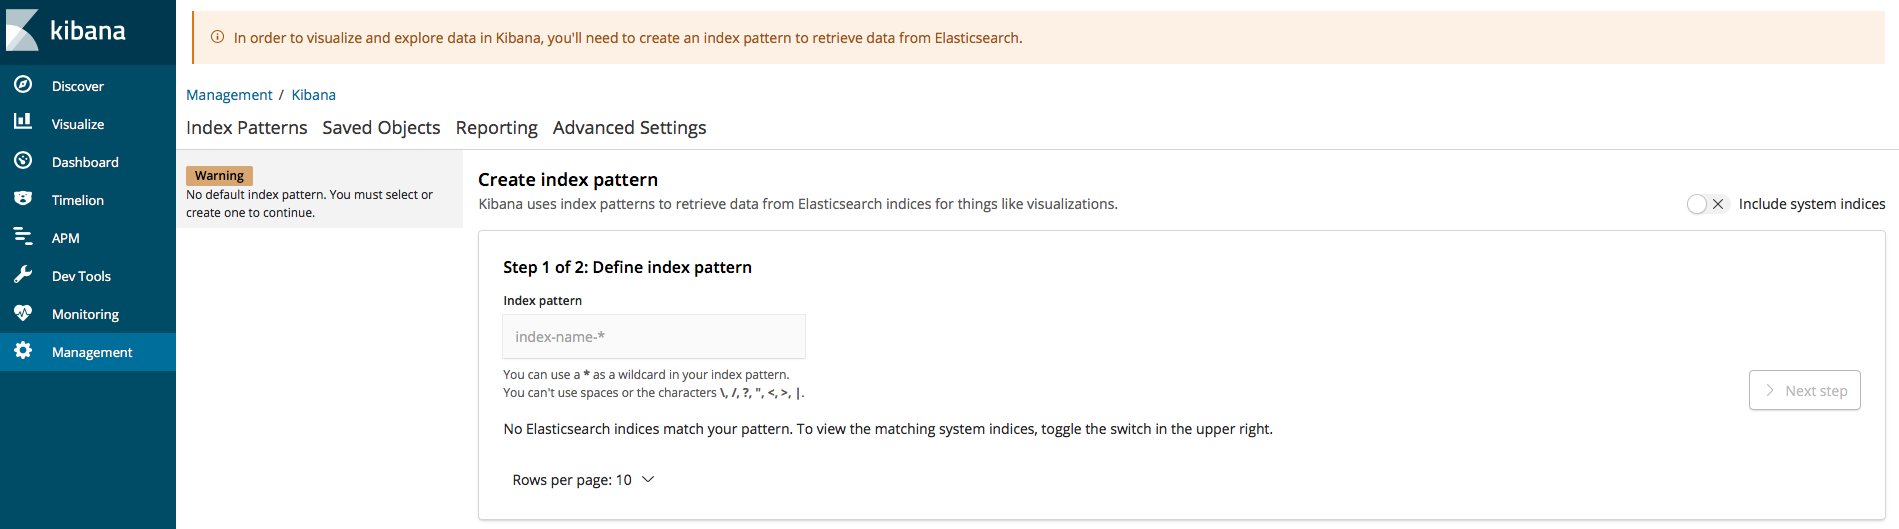 kibana
Discover
Visualize
Dashboard
Timelion
APM
Dev Tools
Monitoring
Management
In order to visualize and explore data in Kibana, you'll need to create an index pattern to retrieve data from Elasticsearch.
Management / Kibana
Index Patterns Saved Objects Reporting Advanced Settings
Warning
No default index pattern. You must select or
create one to continue.
Create index pattern
Kibana uses index patterns to retrieve data from Elasticsearch indices for things like visualizations.
Include system indices
Step 1 of 2: Define index pattern
Index pattern
index-name-*
You can use a * as a wildcard in your index pattern.
You can't use spaces or the characters \, /, ?, ", <, >, |.
Next step
No Elasticsearch indices match your pattern. To view the matching system indices, toggle the switch in the upper right.
Rows per page: 10